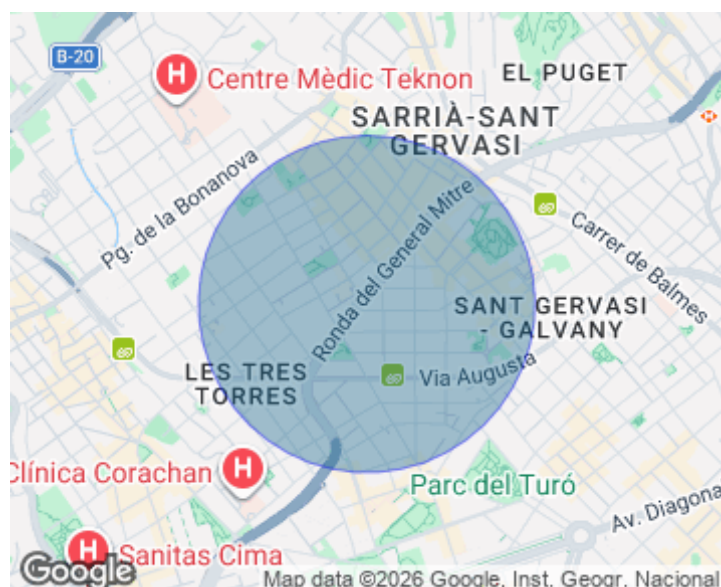 B-20
H
Centre Mèdic Teknon
EL PUGET
SARRIÀ-SANT
GERVASI
H
Pg. de la Bonanova
Ronda del General Mitre
Carrer de Balmes
SANT GERVASI
- GALVANY
LES TRES
TORRES
Via Augusta
Clínica Corachan
H
Parc del Turó
Av. Diagona
H
Sanitas Cima
Google
Map data ©2026 Google, Inst. Geogr. Nacional